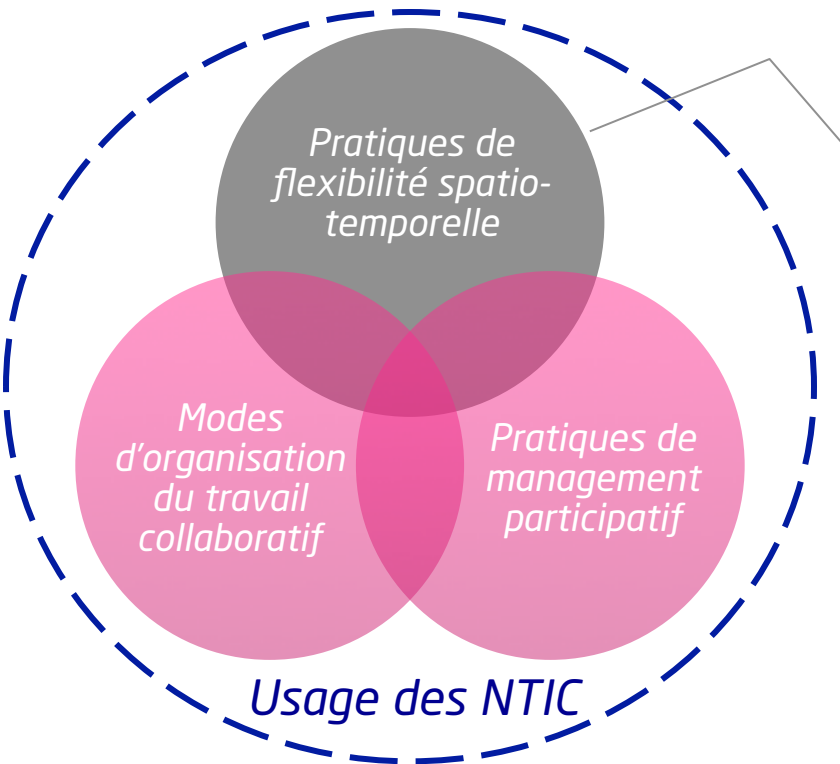 Pratiques de
flexibilité spatio-
temporelle
Modes
d'organisation
du travail
collaboratif
Pratiques de
management
participatif
Usage des NTIC